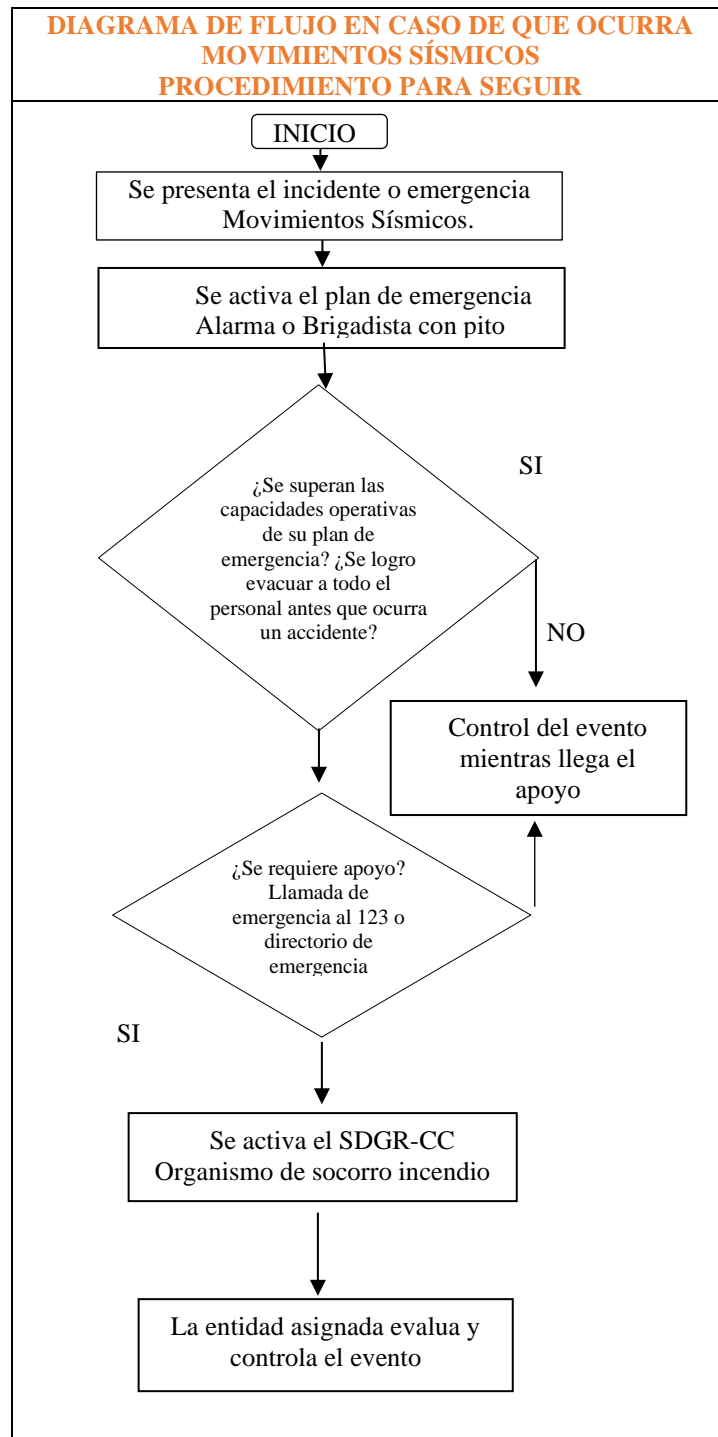 DIAGRAMA DE FLUJO EN CASO DE QUE OCURRA
MOVIMIENTOS SÍSMICOS
PROCEDIMIENTO PARA SEGUIR
INICIO
Se presenta el incidente o emergencia
Movimientos Sísmicos.
Se activa el plan de emergencia
Alarma o Brigadista con pito
SI
¿Se superan las
capacidades operativas
de su plan de
emergencia? ¿Se logro
evacuar a todo el
personal antes que ocurra
un accidente?
NO
Control del evento
mientras llega el
apoyo
¿Se requiere apoyo?
Llamada de
emergencia al 123 o
directorio de
emergencia
SI
Se activa el SDGR-CC
Organismo de socorro incendio
La entidad asignada evalua y
controla el evento